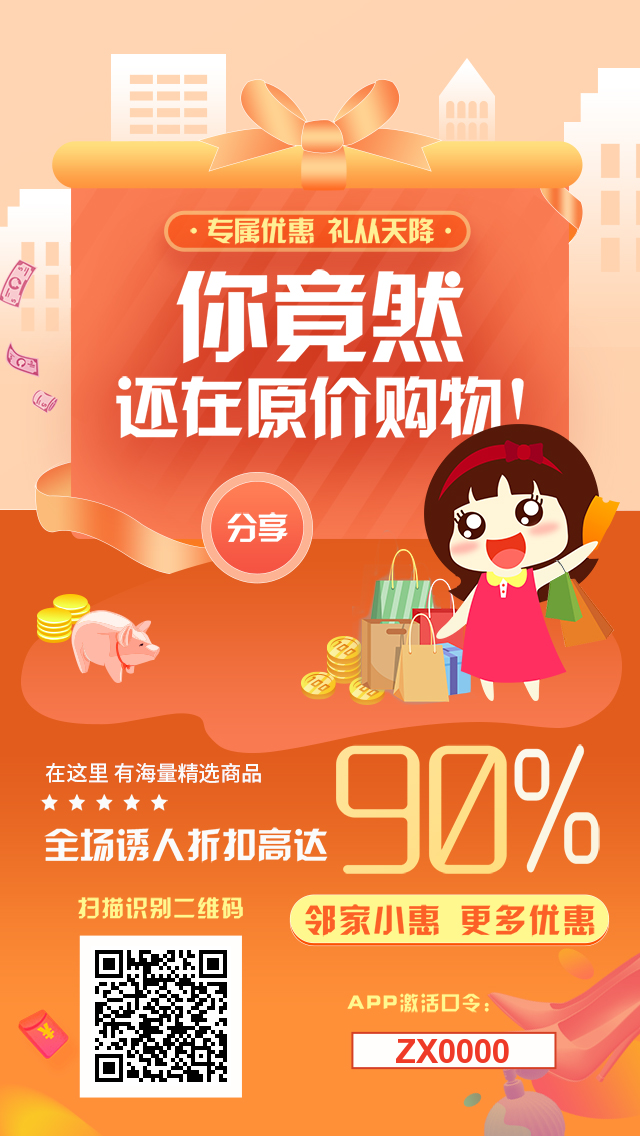 ·专属优惠 礼从天降·
你竟然
还在原价购物！
分享
100
100
100
在这里 有海量精选商品
★★★★★
全场诱人折扣高达
90%
扫描识别二维码
邻家小惠 更多优惠
APP激活口令：
ZX0000
¥